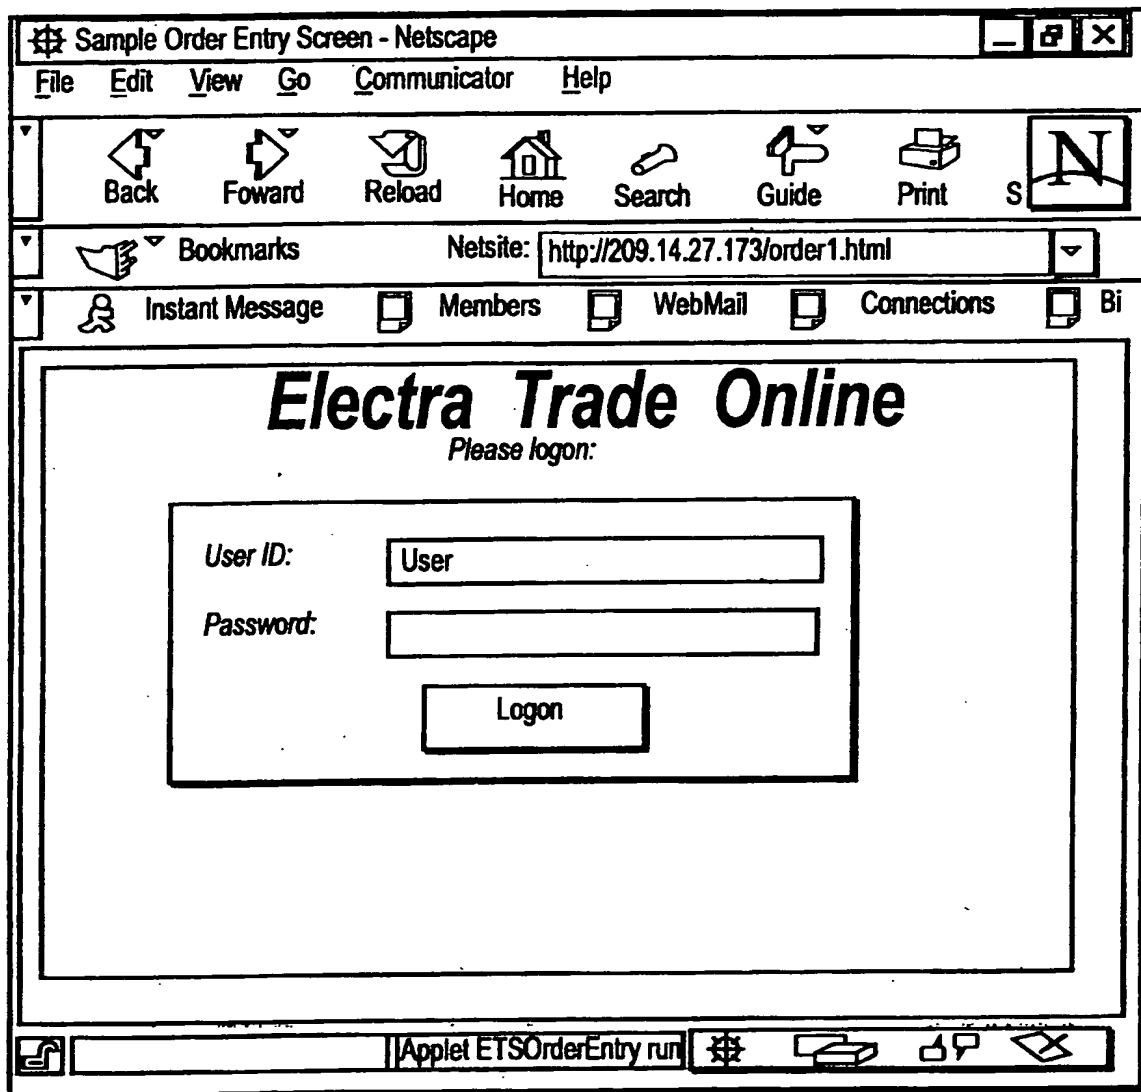 Sample Order Entry Screen - Netscape
File Edit View Go Communicator Help
Back Foward Reload Home Search Guide Print S N
Bookmarks Netsite: http://209.14.27.173/order1.html
Instant Message Members WebMail Connections Bi
Electra Trade Online
Please logon:
User ID: User
Password:
Logon
Applet ETSOrderEntry run